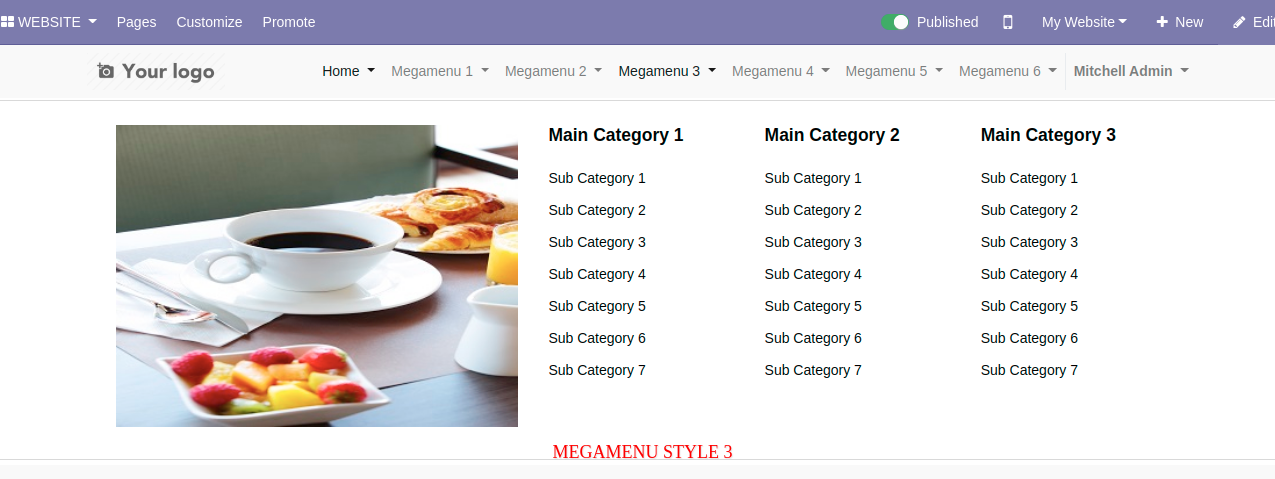 WEBSITE Pages Customize Promote Published My Website New Edit
Your logo Home Megamenu 1 Megamenu 2 Megamenu 3 Megamenu 4 Megamenu 5 Megamenu 6 Mitchell Admin
Main Category 1 Main Category 2 Main Category 3
Sub Category 1 Sub Category 1 Sub Category 1
Sub Category 2 Sub Category 2 Sub Category 2
Sub Category 3 Sub Category 3 Sub Category 3
Sub Category 4 Sub Category 4 Sub Category 4
Sub Category 5 Sub Category 5 Sub Category 5
Sub Category 6 Sub Category 6 Sub Category 6
Sub Category 7 Sub Category 7 Sub Category 7
MEGAMENU STYLE 3